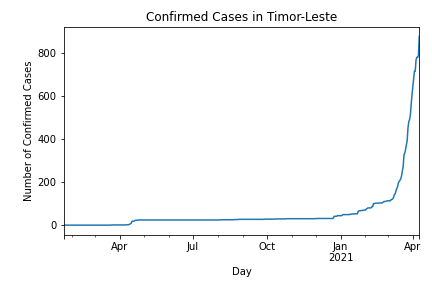 Confirmed Cases in Timor-Leste
Number of Confirmed Cases
800
600
400
200
0
Apr
Jul
Oct
Jan
2021
Apr
Day